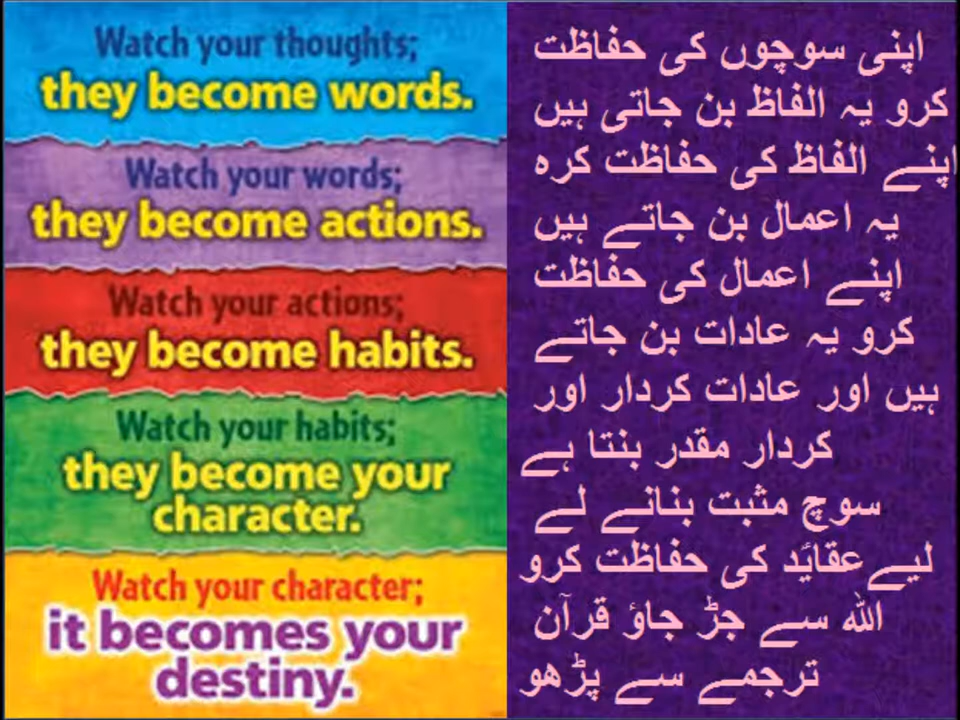 Watch your thoughts;
they become words.
Watch your words;
they become actions.
Watch your actions;
they become habits.
Watch your habits;
they become your
character.
Watch your character;
it becomes your
destiny.
اپنی سوچوں کی حفاظت
کرو یہ الفاظ بن جاتی ہیں
اپنے الفاظ کی حفاظت کرہ
یہ اعمال بن جاتے ہیں
اپنے اعمال کی حفاظت
کرو یہ عادات بن جاتے
ہیں اور عادات کردار اور
کردار مقدر بنتا ہے
سوچ مثبت بنانے لے
لیےعقائد کی حفاظت کرو
الله سے جڑ جاؤ قرآن
ترجمے سے پڑھو